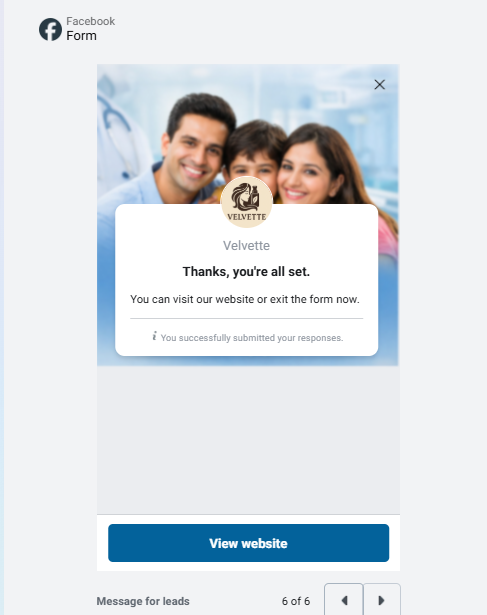 Facebook
Form
VELVETTE
Velvette
Thanks, you're all set.
You can visit our website or exit the form now.
i You successfully submitted your responses.
View website
Message for leads
6 of 6